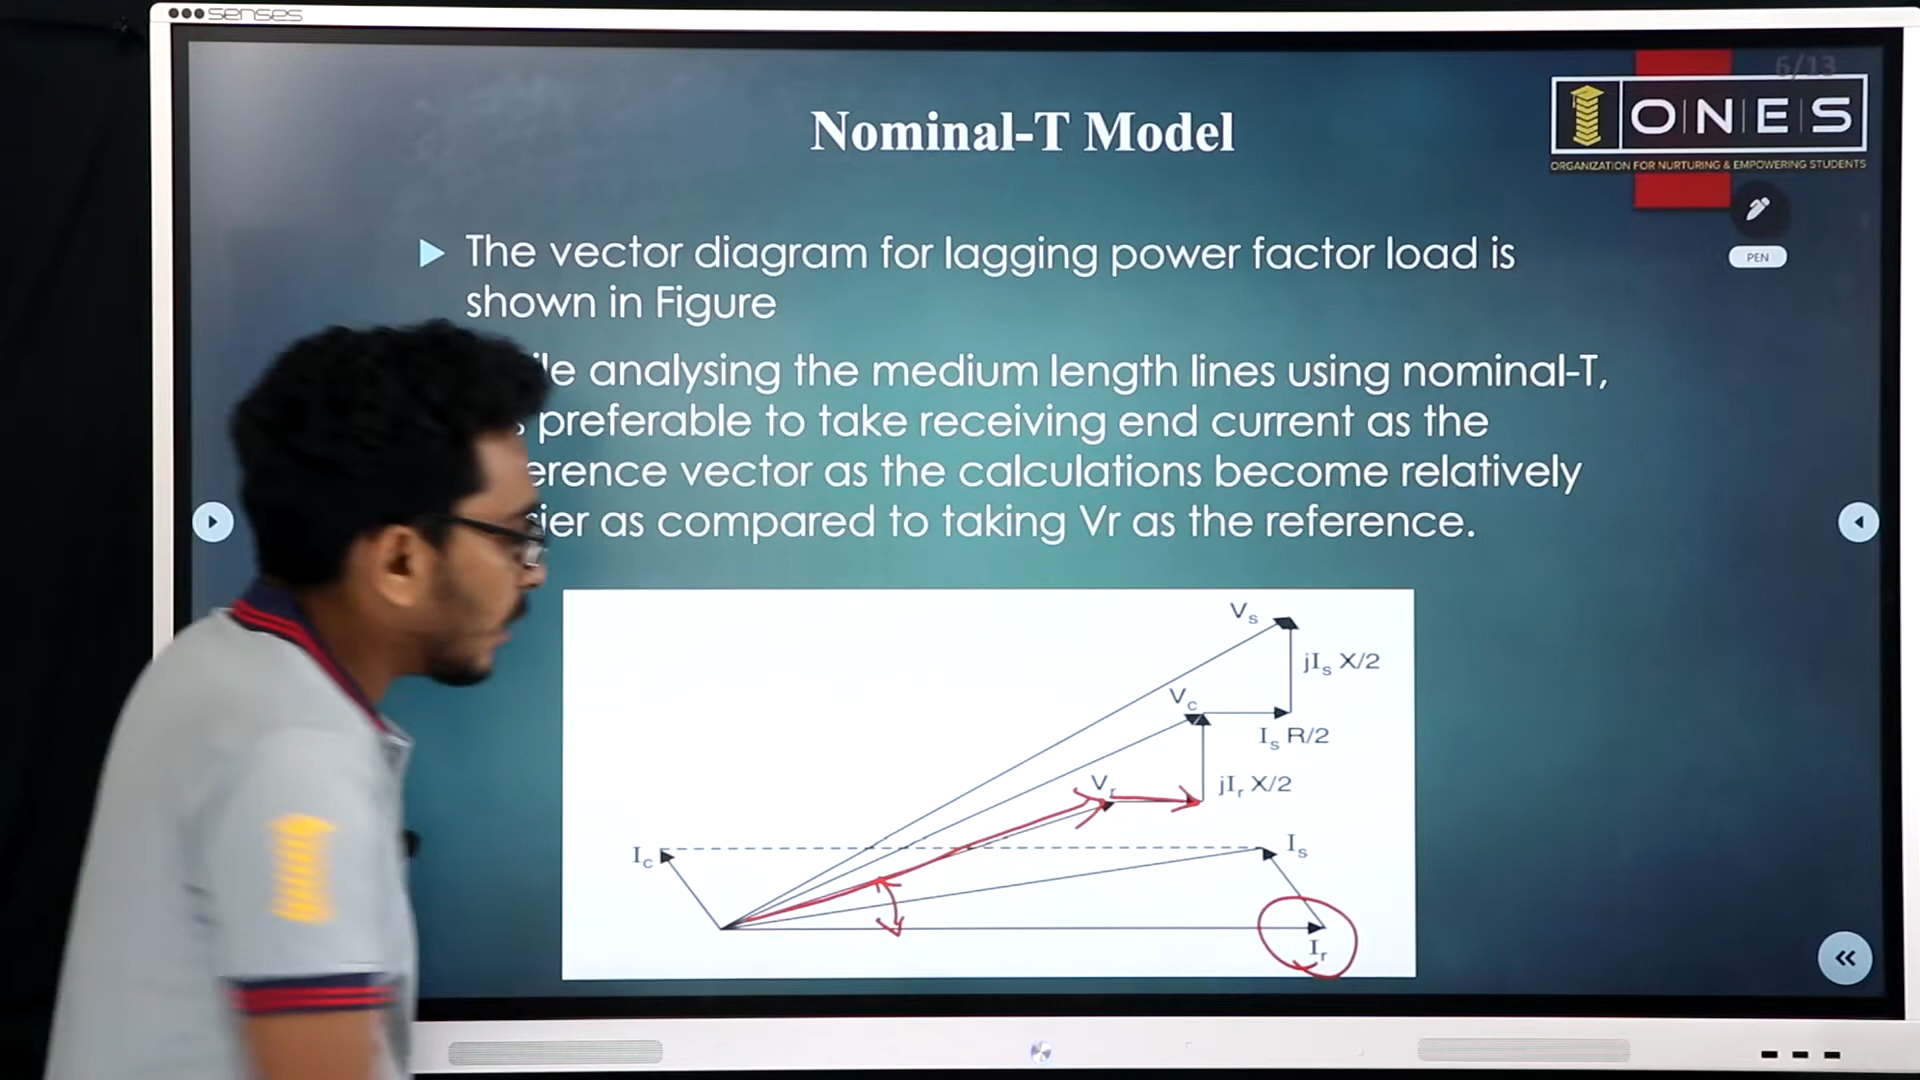 senses
6/13
ONES
ORGANIZATION FOR NURTURING & EMPOWERING STUDENTS
PEN
Nominal-T Model
The vector diagram for lagging power factor load is
shown in Figure
analysing the medium length lines using nominal-T,
preferable to take receiving end current as the
vector as the calculations become relatively
as compared to taking Vr as the reference.
Vs
jIs X/2
Vc
Is R/2
Vr
jIr X/2
Ic
Is
Ir